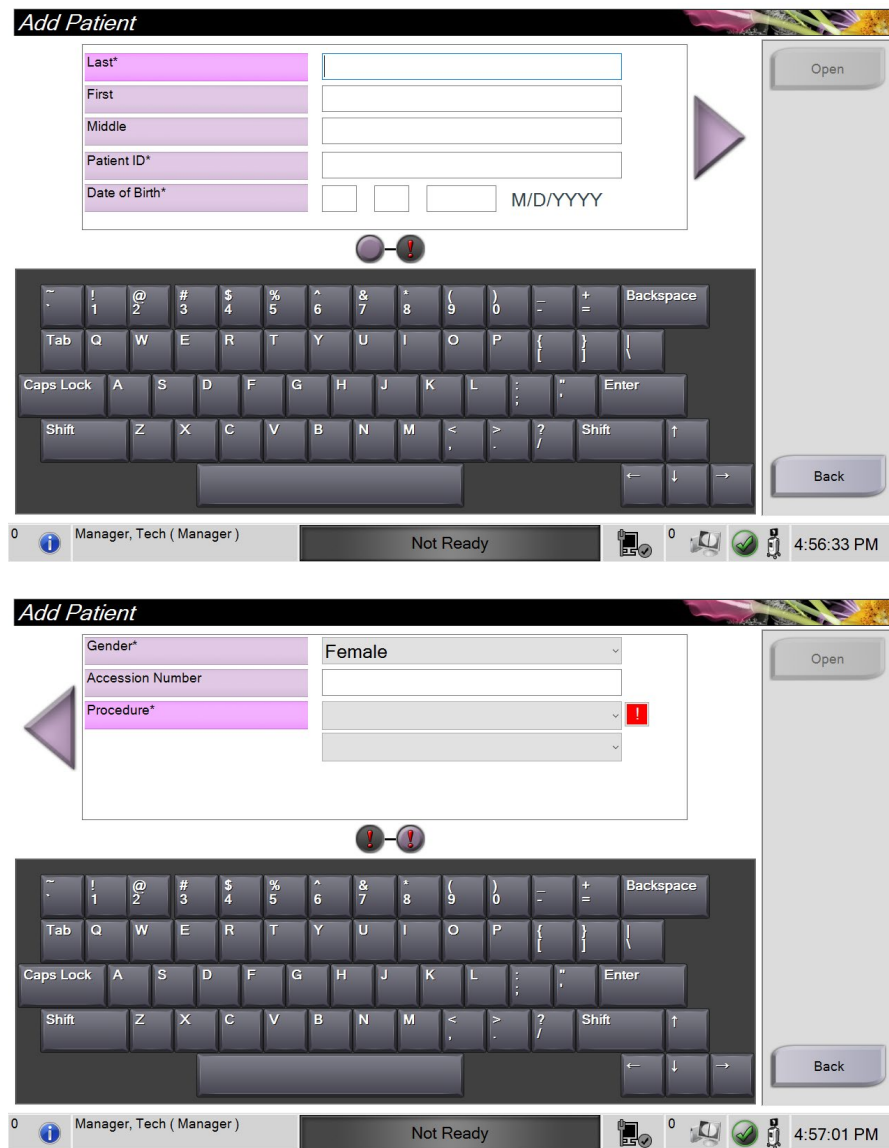 Add Patient
Last*
Open
First
Middle
Patient ID*
Date of Birth* M/D/YYYY
~ ! @ # $ % ^ & * ( ) _ + Backspace
` 1 2 3 4 5 6 7 8 9 0 - =
Tab Q W E R T Y U I O P { } |
[ ] \
Caps Lock A S D F G H J K L : " Enter
; '
Shift Z X C V B N M < > ? Shift ↑
, . /
← ↓ →
Back
0 Manager, Tech ( Manager ) Not Ready 0 4:56:33 PM
Add Patient
Gender* Female
Open
Accession Number
Procedure* !
~ ! @ # $ % ^ & * ( ) _ + Backspace
` 1 2 3 4 5 6 7 8 9 0 - =
Tab Q W E R T Y U I O P { } |
[ ] \
Caps Lock A S D F G H J K L : " Enter
; '
Shift Z X C V B N M < > ? Shift ↑
, . /
← ↓ →
Back
0 Manager, Tech ( Manager ) Not Ready 0 4:57:01 PM